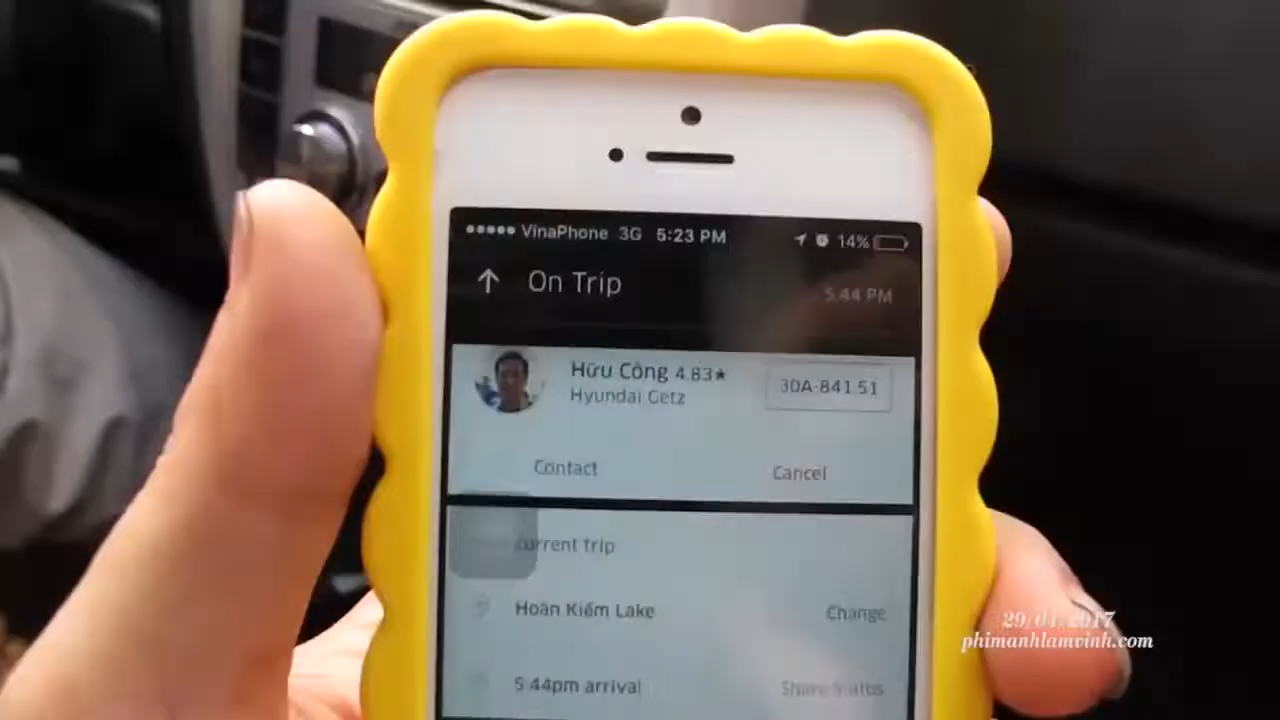 VinaPhone 3G 5:23 PM 14%
On Trip
5:44 PM
Hữu Công 4.83★
Hyundai Getz
30A-841.51
Contact Cancel
current trip
Hoàn Kiếm Lake Change
5:44pm arrival Share Status
29/01/2017
phimanhlamvinh.com